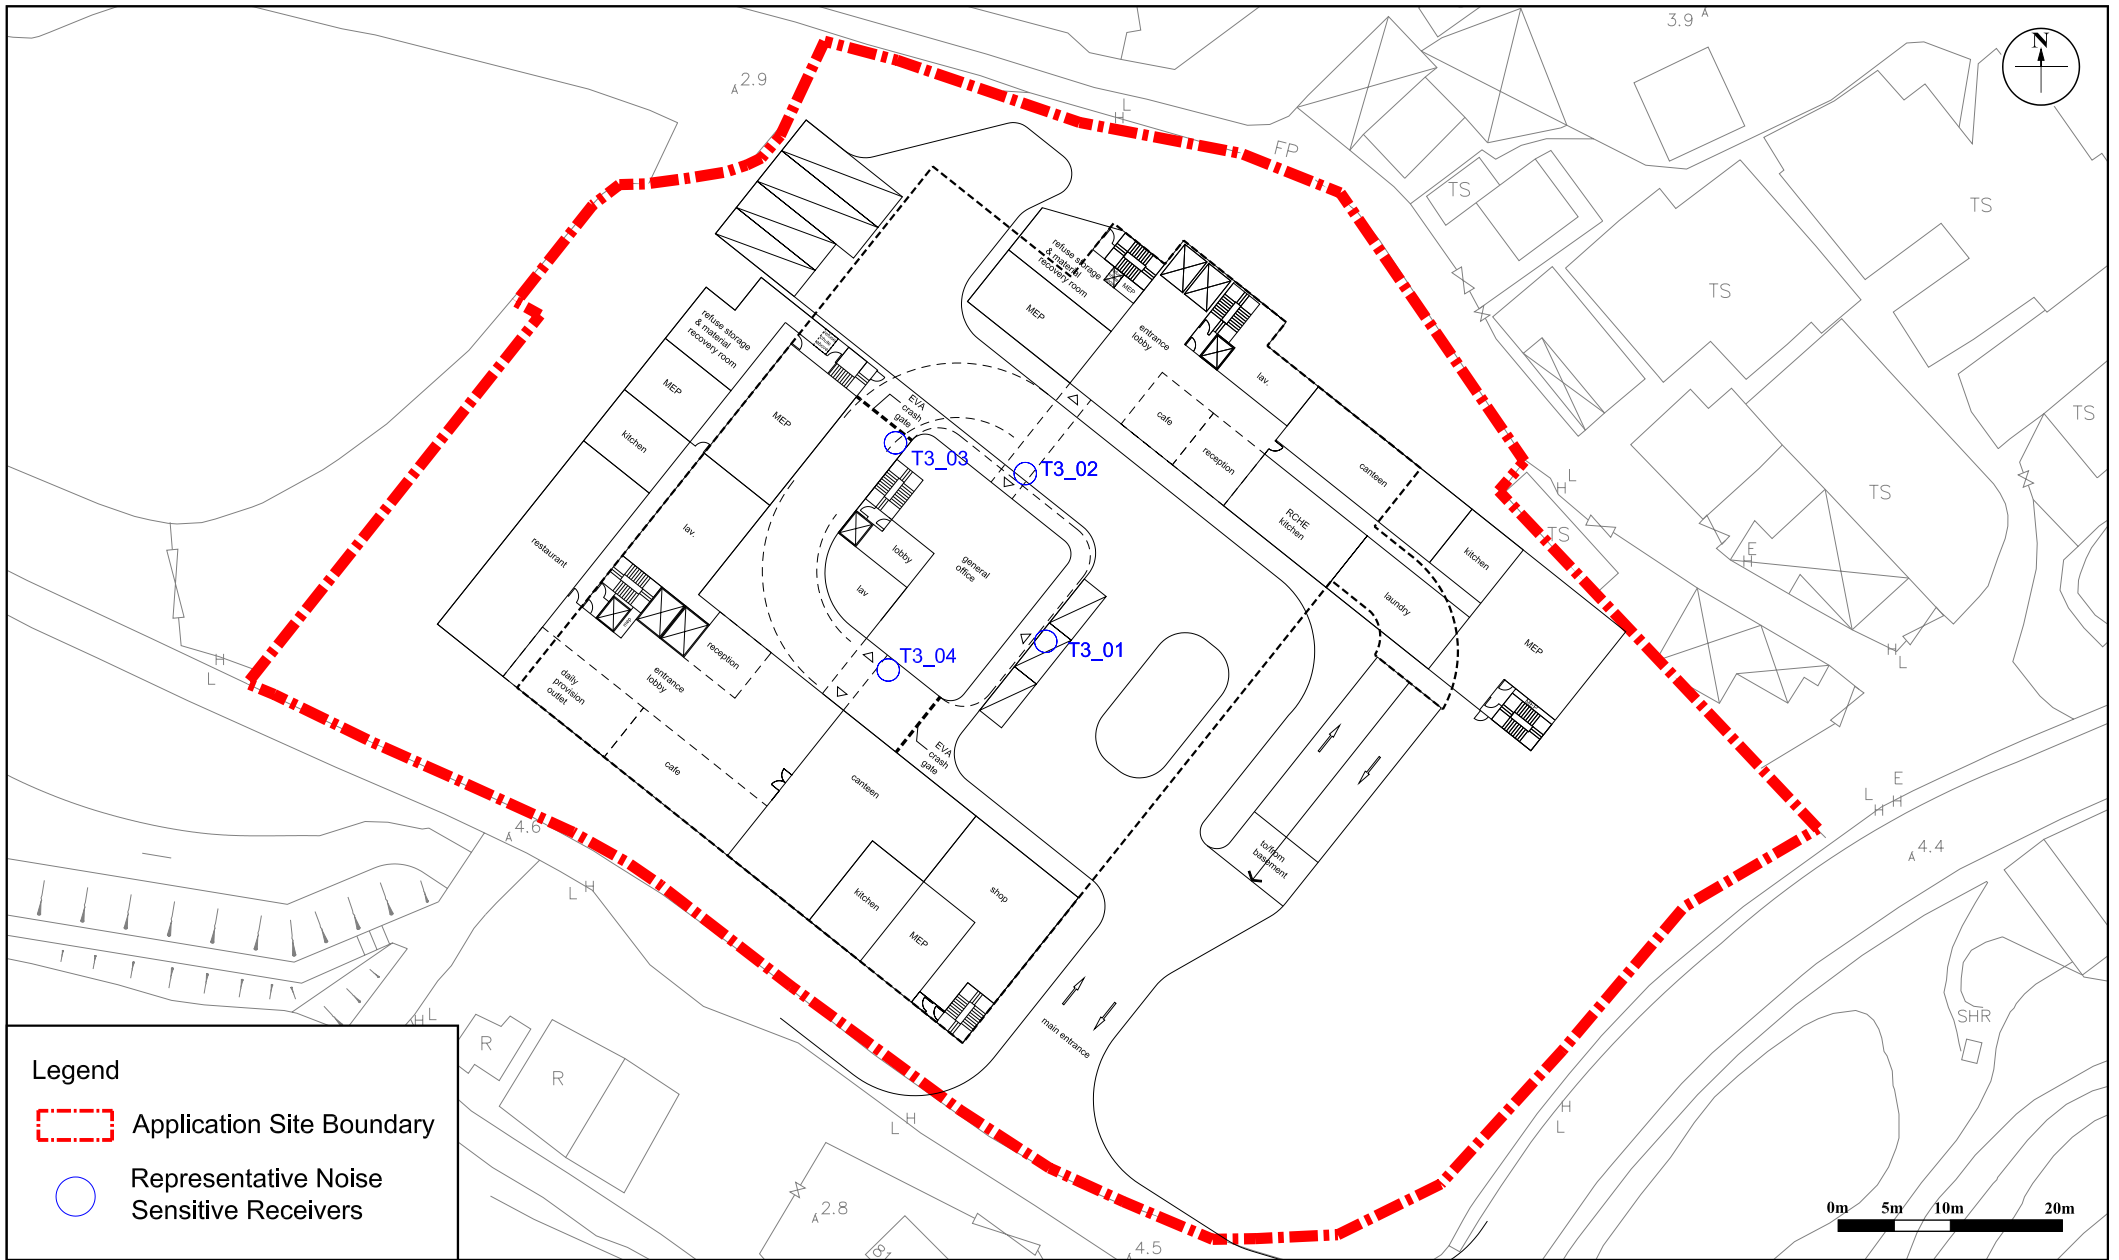 3.9
N
2.9
L
H
FP
TS
TS
TS
refuse storage
& material
recovery room
MEP
MEP
entrance
lobby
lav.
cafe
reception
canteen
RCHE
kitchen
kitchen
laundry
MEP
TS
TS
TS
H
L
E
H
H
L
refuse storage
& material
recovery room
MEP
kitchen
restaurant
MEP
lav.
EVA
crash
gate
T3_03
T3_02
lobby
general
office
lav
T3_04
T3_01
reception
entrance
lobby
daily
provision
outlet
cafe
canteen
EVA
crash
gate
kitchen
MEP
shop
to/from
basement
main entrance
H
L
4.6
L
H
E
L
H
H
4.4
SHR
H
L
H
L
R
R
H
L
2.8
81
4.5
Legend
Application Site Boundary
Representative Noise
Sensitive Receivers
0m 5m 10m 20m